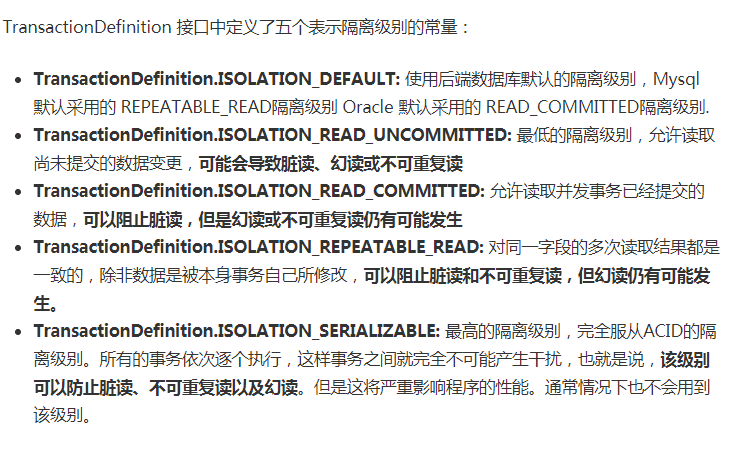 TransactionDefinition 接口中定义了五个表示隔离级别的常量：
TransactionDefinition.ISOLATION_DEFAULT: 使用后端数据库默认的隔离级别，Mysql
默认采用的 REPEATABLE_READ隔离级别 Oracle 默认采用的 READ_COMMITTED隔离级别.
TransactionDefinition.ISOLATION_READ_UNCOMMITTED: 最低的隔离级别，允许读取
尚未提交的数据变更，可能会导致脏读、幻读或不可重复读
TransactionDefinition.ISOLATION_READ_COMMITTED: 允许读取并发事务已经提交的
数据，可以阻止脏读，但是幻读或不可重复读仍有可能发生
TransactionDefinition.ISOLATION_REPEATABLE_READ: 对同一字段的多次读取结果都是
一致的，除非数据是被本身事务自己所修改，可以阻止脏读和不可重复读，但幻读仍有可能发
生。
TransactionDefinition.ISOLATION_SERIALIZABLE: 最高的隔离级别，完全服从ACID的隔
离级别。所有的事务依次逐个执行，这样事务之间就完全不可能产生干扰，也就是说，该级别
可以防止脏读、不可重复读以及幻读。但是这将严重影响程序的性能。通常情况下也不会用到
该级别。